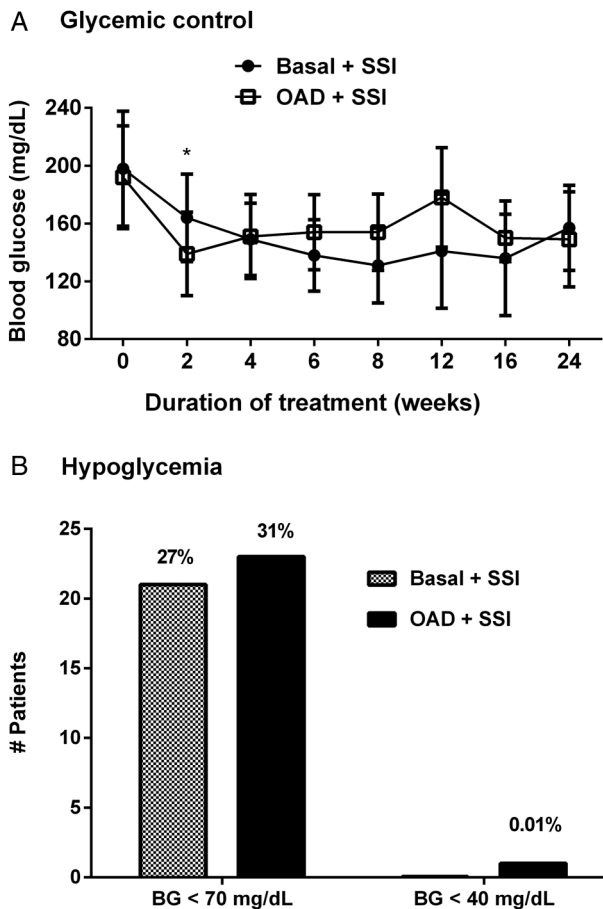 A Glycemic control
Basal + SSI
OAD + SSI
Blood glucose (mg/dL)
240
200
160
120
80
*
0 2 4 6 8 12 16 24
Duration of treatment (weeks)
B Hypoglycemia
# Patients
25
20
15
10
5
0
27%
31%
Basal + SSI
OAD + SSI
0.01%
BG < 70 mg/dL BG < 40 mg/dL